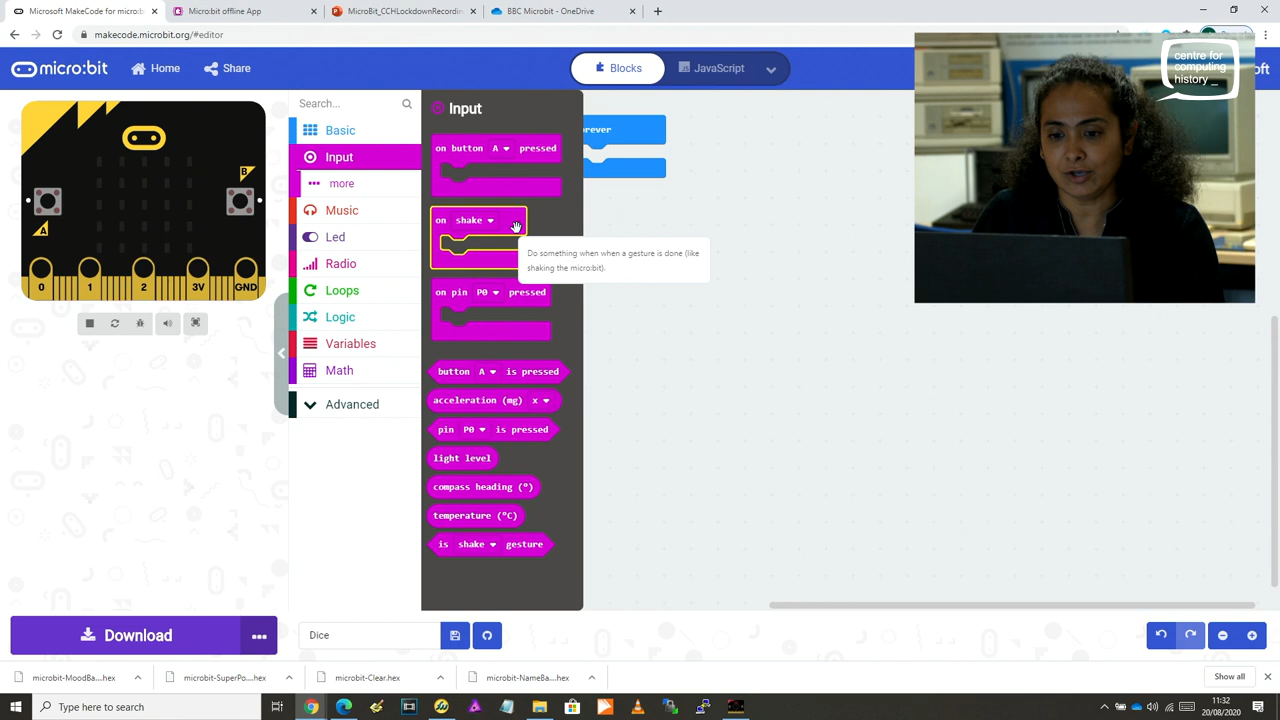 Microsoft MakeCode for micro:b
Micro:bit offline App
MicroBit_CCHLockdownRecordin
BBC Microbit - OneDrive
makecode.microbit.org/#editor
micro:bit
Home
Share
Blocks
JavaScript
centre for
computing
history _
oft
Search...
Basic
Input
more
Music
Led
Radio
Loops
Logic
Variables
Math
Advanced
Input
on button A pressed
on shake
Do something when when a gesture is done (like
shaking the micro:bit).
on pin P0 pressed
button A is pressed
acceleration (mg) x
pin P0 is pressed
light level
compass heading (°)
temperature (°C)
is shake gesture
rever
B
A
0
1
2
3V
GND
Download
Dice
microbit-MoodBa....hex
microbit-SuperPo....hex
microbit-Clear.hex
microbit-NameBa....hex
Show all
Type here to search
11:32
20/08/2020